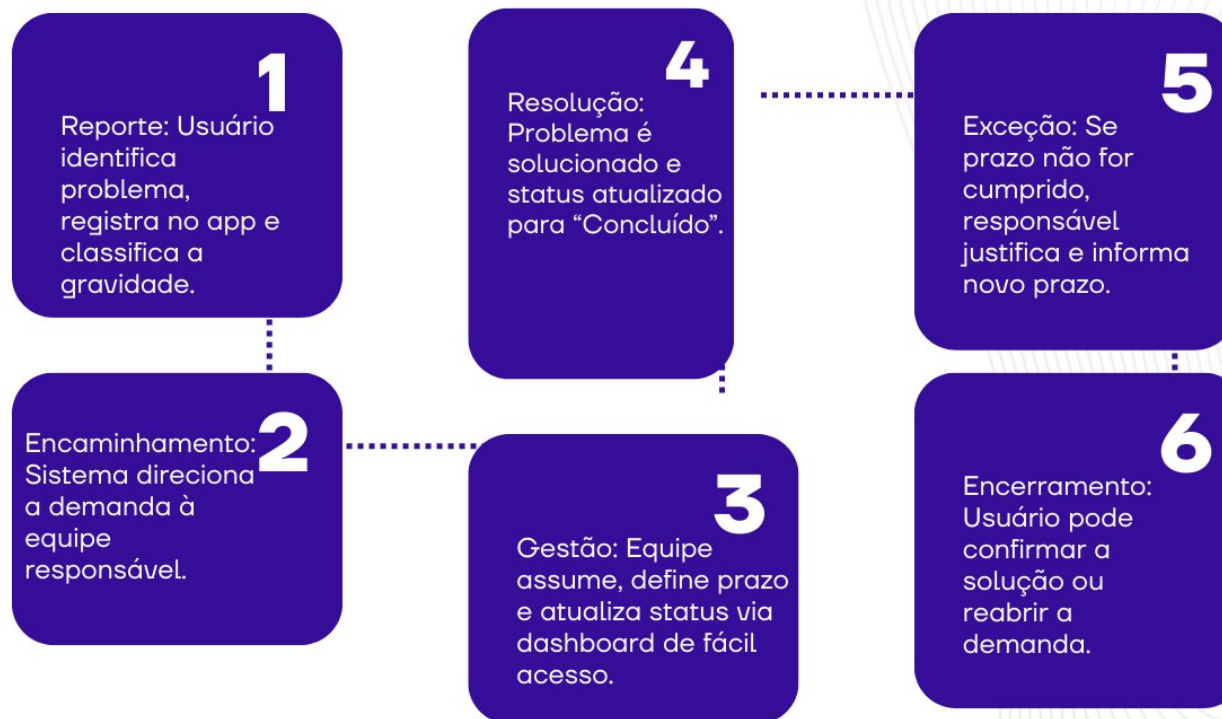 1
Reporte: Usuário
identifica
problema,
registra no app e
classifica a
gravidade.
2
Encaminhamento:
Sistema direciona
a demanda à
equipe
responsável.
3
Gestão: Equipe
assume, define prazo
e atualiza status via
dashboard de fácil
acesso.
4
Resolução:
Problema é
solucionado e
status atualizado
para “Concluído”.
5
Exceção: Se
prazo não for
cumprido,
responsável
justifica e informa
novo prazo.
6
Encerramento:
Usuário pode
confirmar a
solução ou
reabrir a
demanda.